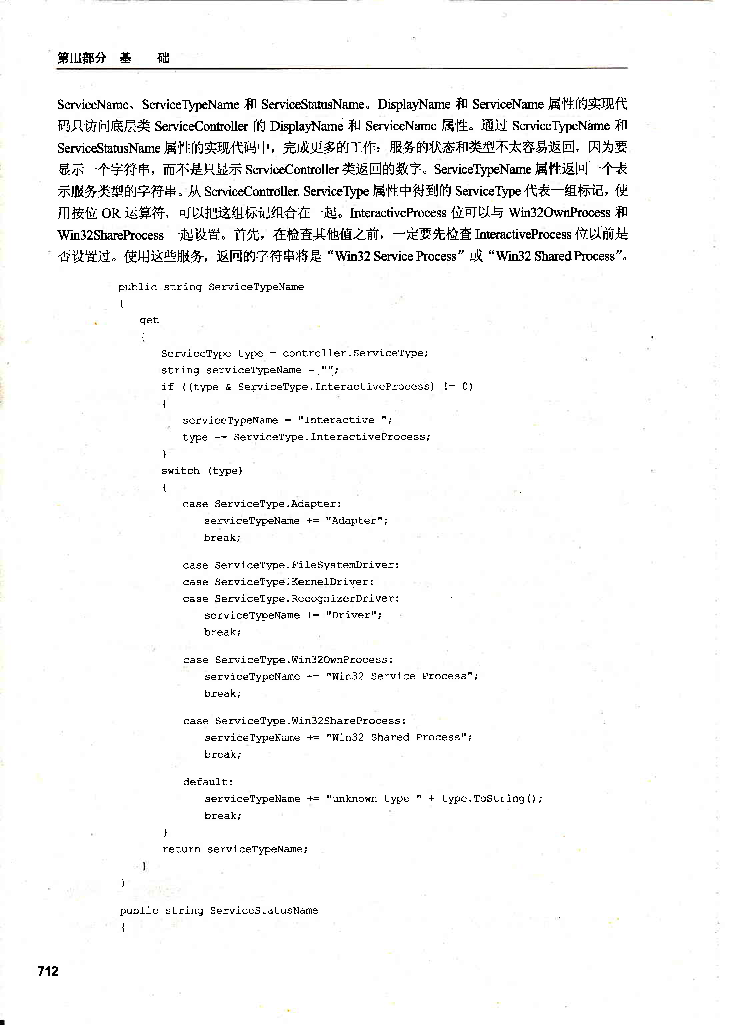 第III部分 基 础
ServiceName、ServiceTypeName 和 ServiceStatusName。DisplayName 和 ServiceName 属性的实现代
码只访问底层类 ServiceController 的 DisplayName 和 ServiceName 属性。通过 ServiceTypeName 和
ServiceStatusName 属性的实现代码中，完成更多的工作：服务的状态和类型不太容易返回，因为要
显示一个字符串，而不是只显示 ServiceController 类返回的数字。ServiceTypeName 属性返回一个表
示服务类型的字符串。从 ServiceController. ServiceType 属性中得到的 ServiceType 代表一组标记，使
用按位 OR 运算符，可以把这组标记组合在一起。InteractiveProcess 位可以与 Win32OwnProcess 和
Win32ShareProcess 一起设置。首先，在检查其他值之前，一定要先检查 InteractiveProcess 位以前是
否设置过。使用这些服务，返回的字符串将是“Win32 Service Process”或“Win32 Shared Process”。
public string ServiceTypeName
{
get
{
ServiceType type = controller.ServiceType;
string serviceTypeName = "";
if ((type & ServiceType.InteractiveProcess) != 0)
{
serviceTypeName = "Interactive ";
type -= ServiceType.InteractiveProcess;
}
switch (type)
{
case ServiceType.Adapter:
serviceTypeName += "Adapter";
break;
case ServiceType.FileSystemDriver:
case ServiceType.KernelDriver:
case ServiceType.RecognizerDriver:
serviceTypeName += "Driver";
break;
case ServiceType.Win32OwnProcess:
serviceTypeName += "Win32 Service Process";
break;
case ServiceType.Win32ShareProcess:
serviceTypeName += "Win32 Shared Process";
break;
default:
serviceTypeName += "unknown type " + type.ToString();
break;
}
return serviceTypeName;
}
}
public string ServiceStatusName
{
712